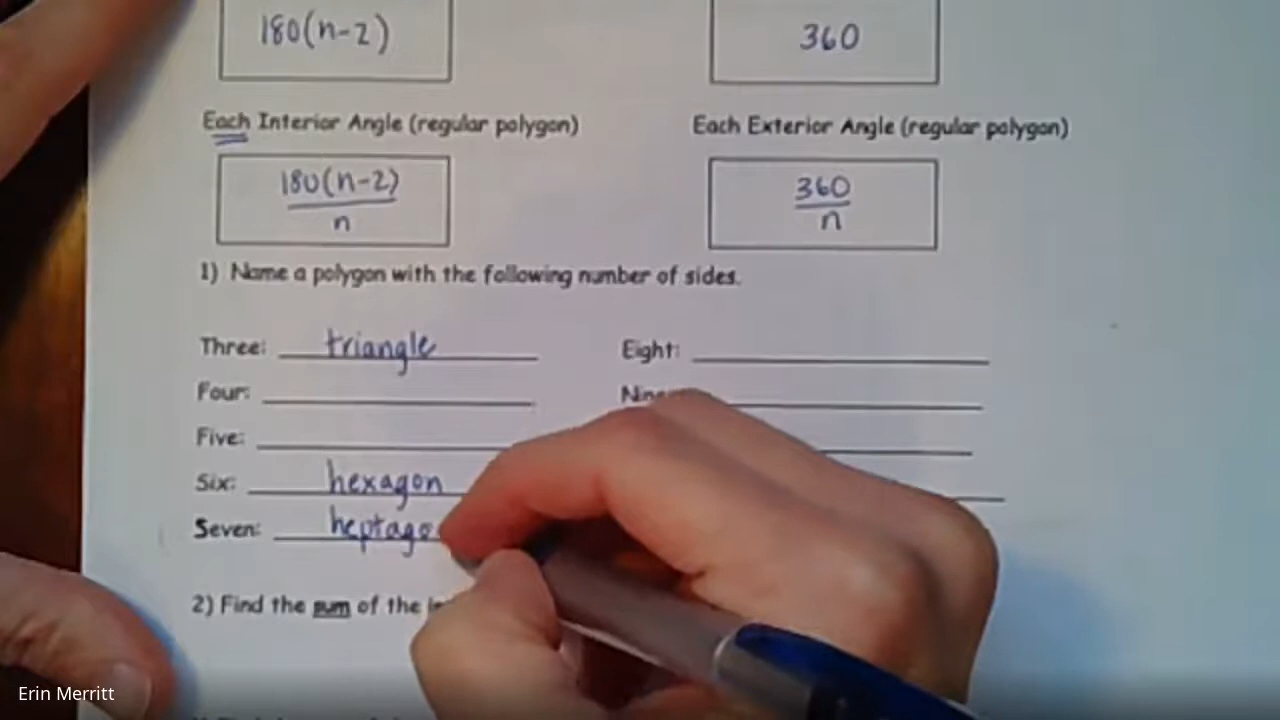 180(n-2)
360
Each Interior Angle (regular polygon)
Each Exterior Angle (regular polygon)
180(n-2)
n
360
n
1) Name a polygon with the following number of sides.
Three: triangle
Eight:
Four:
Five:
Six: hexagon
Seven: heptago
2) Find the sum of the
Erin Merritt